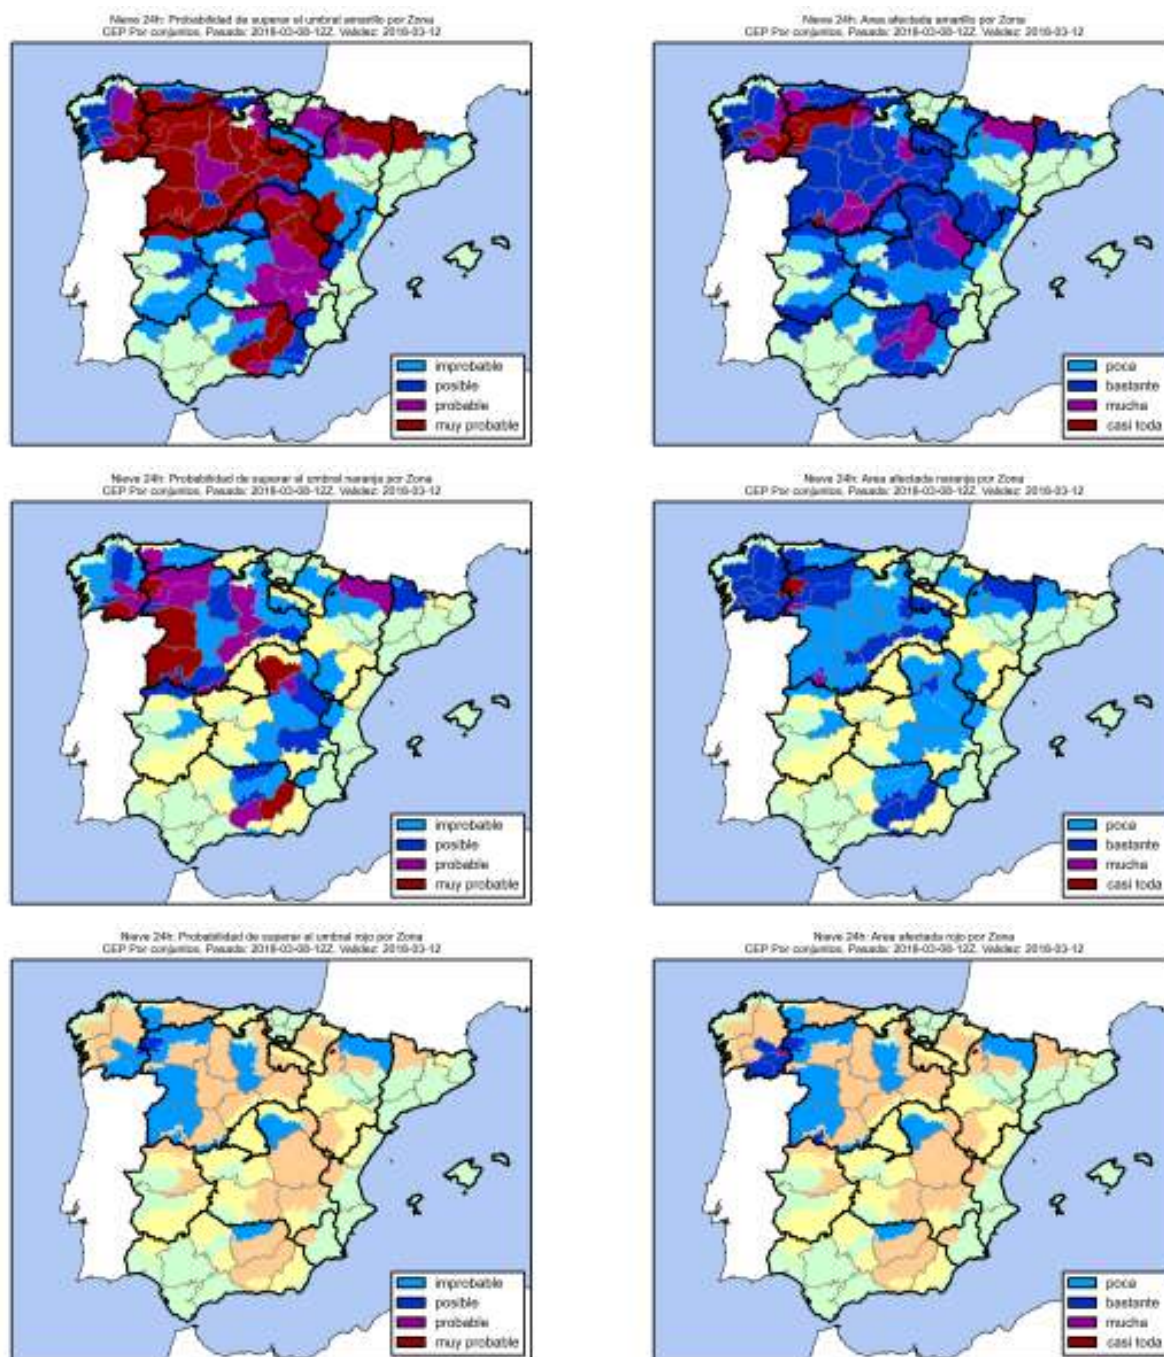 Nieve 24h: Probabilidad de superar el umbral amarillo por Zona
CEP Por conjuntos, Pasada: 2018-03-08-12Z, Validez: 2018-03-12
improbable
posible
probable
muy probable
Nieve 24h: Area afectada amarillo por Zona
CEP Por conjuntos, Pasada: 2018-03-08-12Z, Validez: 2018-03-12
poca
bastante
mucha
casi toda
Nieve 24h: Probabilidad de superar el umbral naranja por Zona
CEP Por conjuntos, Pasada: 2018-03-08-12Z, Validez: 2018-03-12
improbable
posible
probable
muy probable
Nieve 24h: Area afectada naranja por Zona
CEP Por conjuntos, Pasada: 2018-03-08-12Z, Validez: 2018-03-12
poca
bastante
mucha
casi toda
Nieve 24h: Probabilidad de superar el umbral rojo por Zona
CEP Por conjuntos, Pasada: 2018-03-08-12Z, Validez: 2018-03-12
improbable
posible
probable
muy probable
Nieve 24h: Area afectada rojo por Zona
CEP Por conjuntos, Pasada: 2018-03-08-12Z, Validez: 2018-03-12
poca
bastante
mucha
casi toda